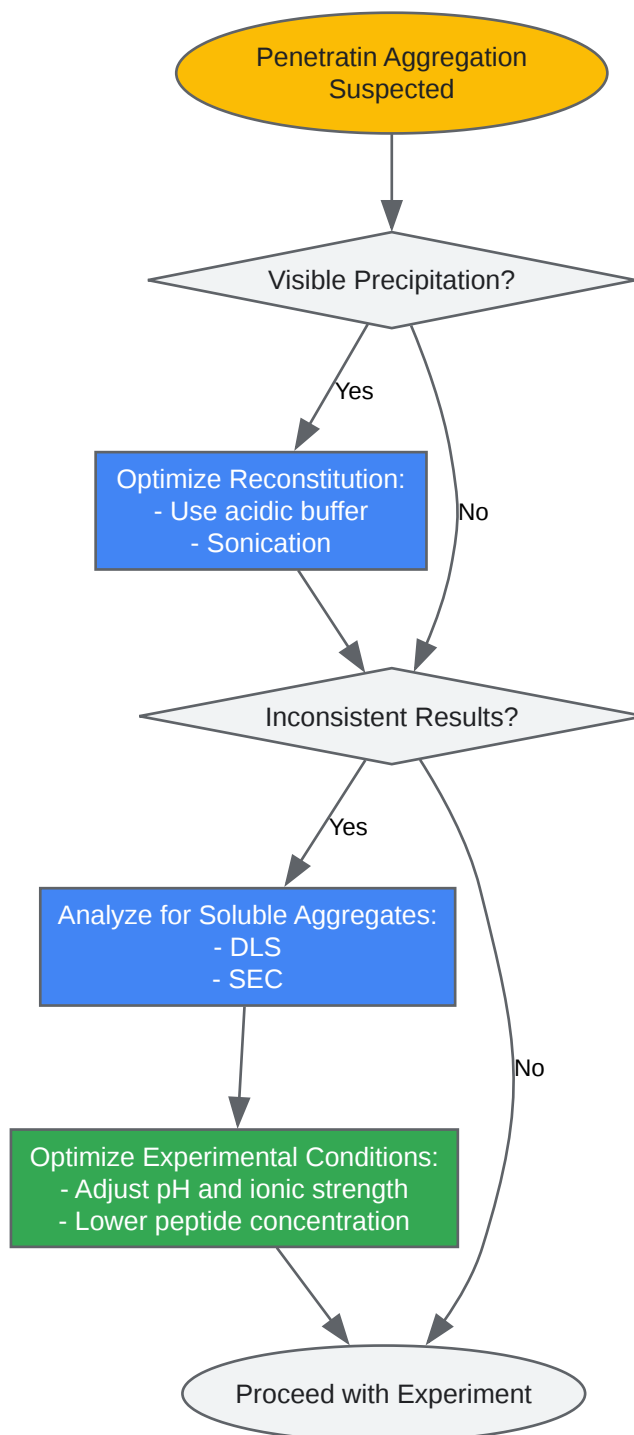 Penetratin Aggregation
Suspected
Visible Precipitation?
Yes
Optimize Reconstitution:
- Use acidic buffer
- Sonication
No
Inconsistent Results?
Yes
Analyze for Soluble Aggregates:
- DLS
- SEC
No
Optimize Experimental Conditions:
- Adjust pH and ionic strength
- Lower peptide concentration
Proceed with Experiment